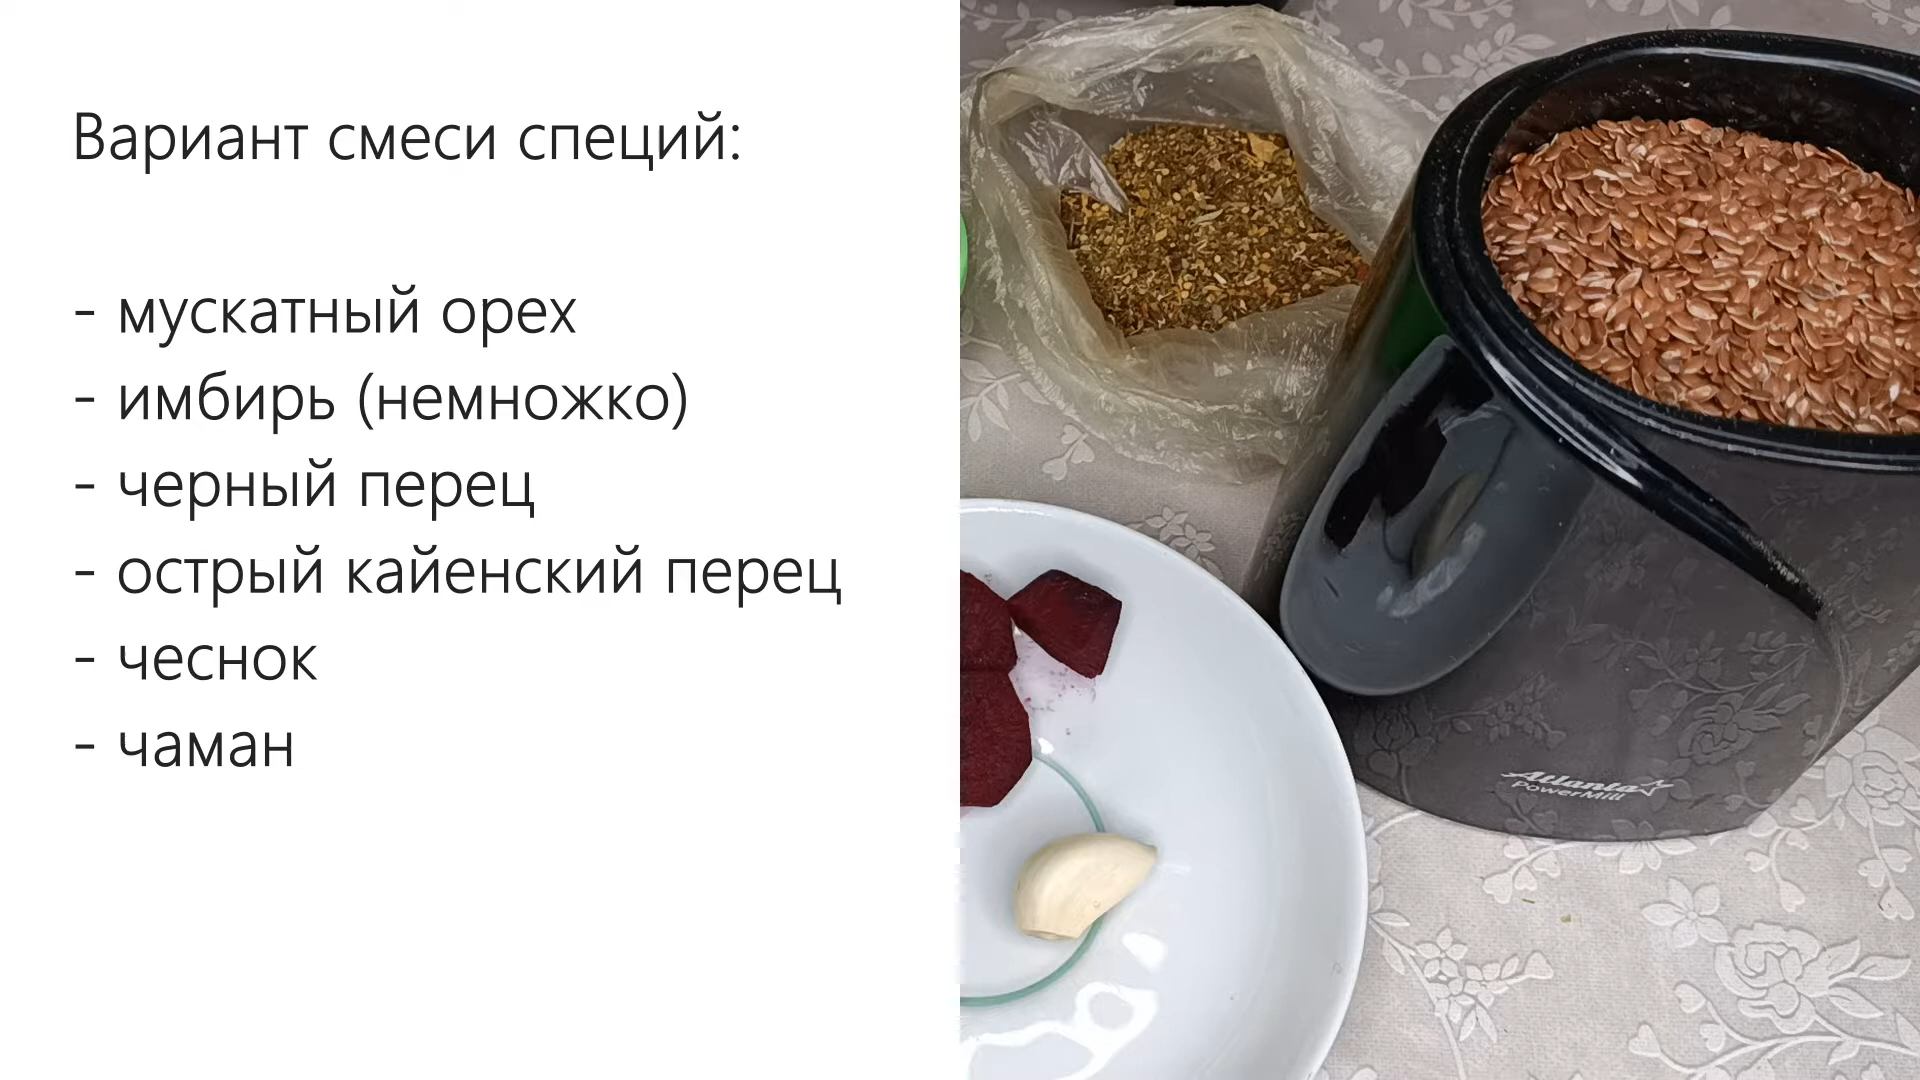 Вариант смеси специй:
- мускатный орех
- имбирь (немножко)
- черный перец
- острый кайенский перец
- чеснок
- чаман
Atlanta
PowerMill